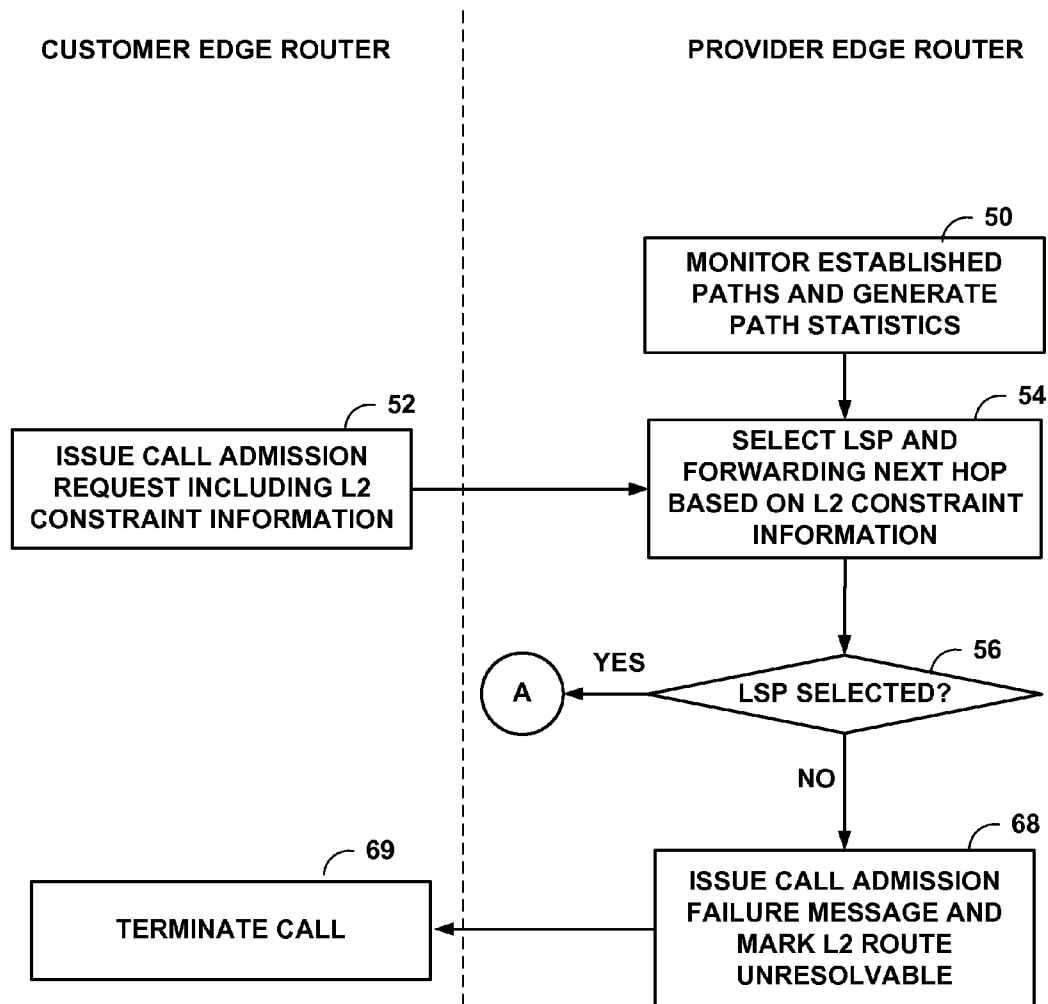 CUSTOMER EDGE ROUTER
PROVIDER EDGE ROUTER
50
MONITOR ESTABLISHED
PATHS AND GENERATE
PATH STATISTICS
52
ISSUE CALL ADMISSION
REQUEST INCLUDING L2
CONSTRAINT INFORMATION
54
SELECT LSP AND
FORWARDING NEXT HOP
BASED ON L2 CONSTRAINT
INFORMATION
56
LSP SELECTED?
YES
A
NO
68
ISSUE CALL ADMISSION
FAILURE MESSAGE AND
MARK L2 ROUTE
UNRESOLVABLE
69
TERMINATE CALL